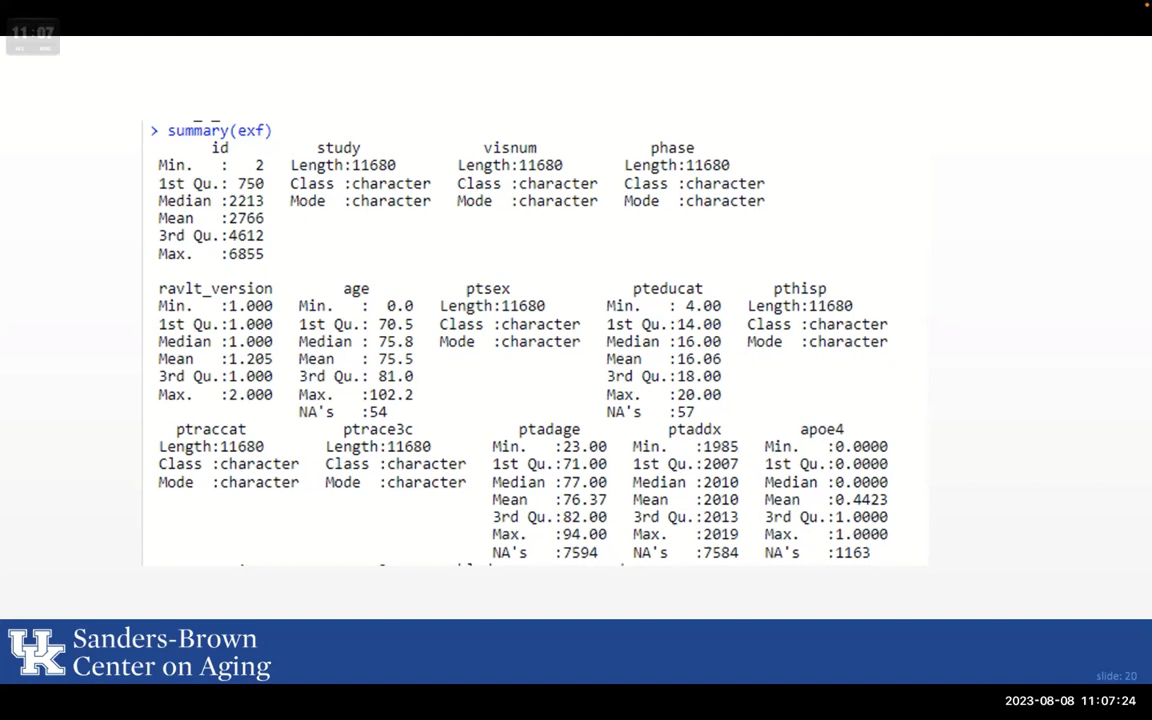 11:07
> summary(exf)
id study visnum phase
Min. : 2 Length:11680 Length:11680 Length:11680
1st Qu.: 750 Class :character Class :character Class :character
Median :2213 Mode :character Mode :character Mode :character
Mean :2766
3rd Qu.:4612
Max. :6855
ravlt_version age ptsex pteducat pthisp
Min. :1.000 Min. : 0.0 Length:11680 Min. : 4.00 Length:11680
1st Qu.:1.000 1st Qu.: 70.5 Class :character 1st Qu.:14.00 Class :character
Median :1.000 Median : 75.8 Mode :character Median :16.00 Mode :character
Mean :1.205 Mean : 75.5 Mean :16.06
3rd Qu.:1.000 3rd Qu.: 81.0 3rd Qu.:18.00
Max. :2.000 Max. :102.2 Max. :20.00
NA's :54 NA's :57
ptraccat ptrace3c ptadage ptaddx apoe4
Length:11680 Length:11680 Min. :23.00 Min. :1985 Min. :0.0000
Class :character Class :character 1st Qu.:71.00 1st Qu.:2007 1st Qu.:0.0000
Mode :character Mode :character Median :77.00 Median :2010 Median :0.0000
Mean :76.37 Mean :2010 Mean :0.4423
3rd Qu.:82.00 3rd Qu.:2013 3rd Qu.:1.0000
Max. :94.00 Max. :2019 Max. :1.0000
NA's :7594 NA's :7584 NA's :1163
UK Sanders-Brown
Center on Aging
slide: 20
2023-08-08 11:07:24